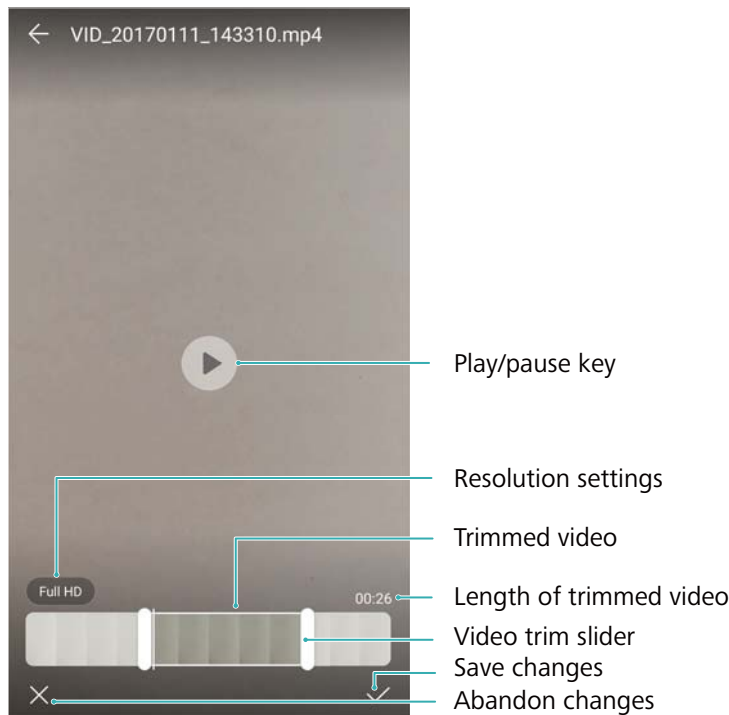 VID_20170111_143310.mp4
Play/pause key
Resolution settings
Trimmed video
Full HD
00:26
Length of trimmed video
Video trim slider
Save changes
Abandon changes